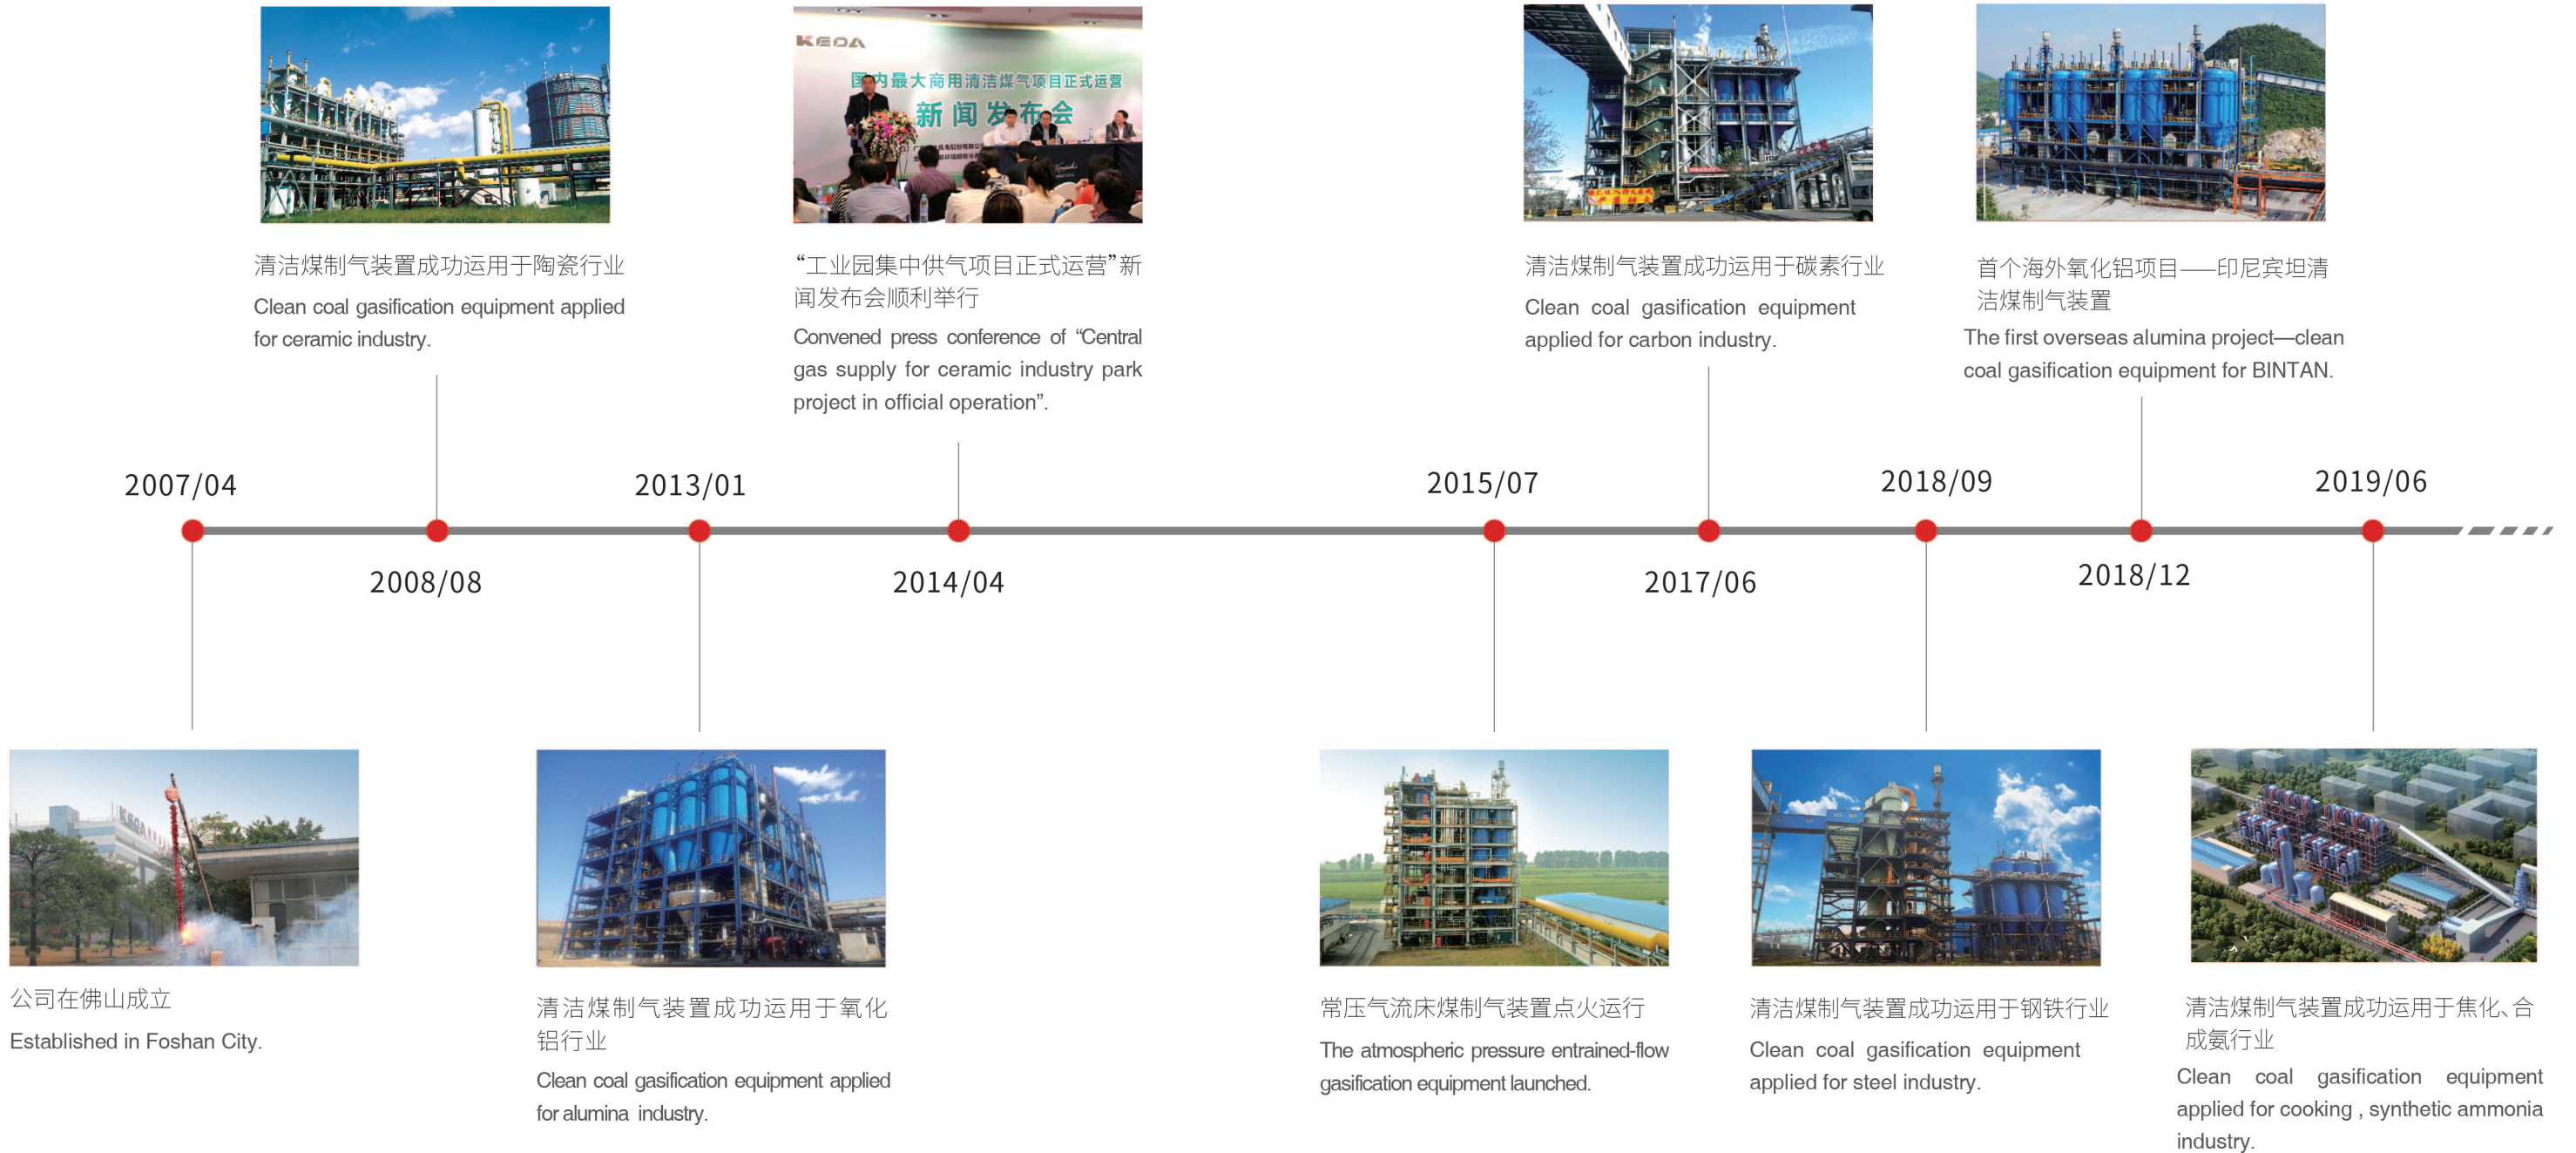 KEDA
国内最大商用清洁煤气项目正式运营
新闻发布会
清洁煤制气装置成功运用于陶瓷行业
Clean coal gasification equipment applied
for ceramic industry.
“工业园集中供气项目正式运营”新
闻发布会顺利举行
Convened press conference of “Central
gas supply for ceramic industry park
project in official operation”.
清洁煤制气装置成功运用于碳素行业
Clean coal gasification equipment
applied for carbon industry.
首个海外氧化铝项目——印尼宾坦清
洁煤制气装置
The first overseas alumina project—clean
coal gasification equipment for BINTAN.
2007/04
2013/01
2015/07
2018/09
2019/06
2008/08
2014/04
2017/06
2018/12
KEDA
公司在佛山成立
Established in Foshan City.
清洁煤制气装置成功运用于氧化
铝行业
Clean coal gasification equipment applied
for alumina industry.
常压气流床煤制气装置点火运行
The atmospheric pressure entrained-flow
gasification equipment launched.
清洁煤制气装置成功运用于钢铁行业
Clean coal gasification equipment
applied for steel industry.
清洁煤制气装置成功运用于焦化、合
成氨行业
Clean coal gasification equipment
applied for cooking , synthetic ammonia
industry.